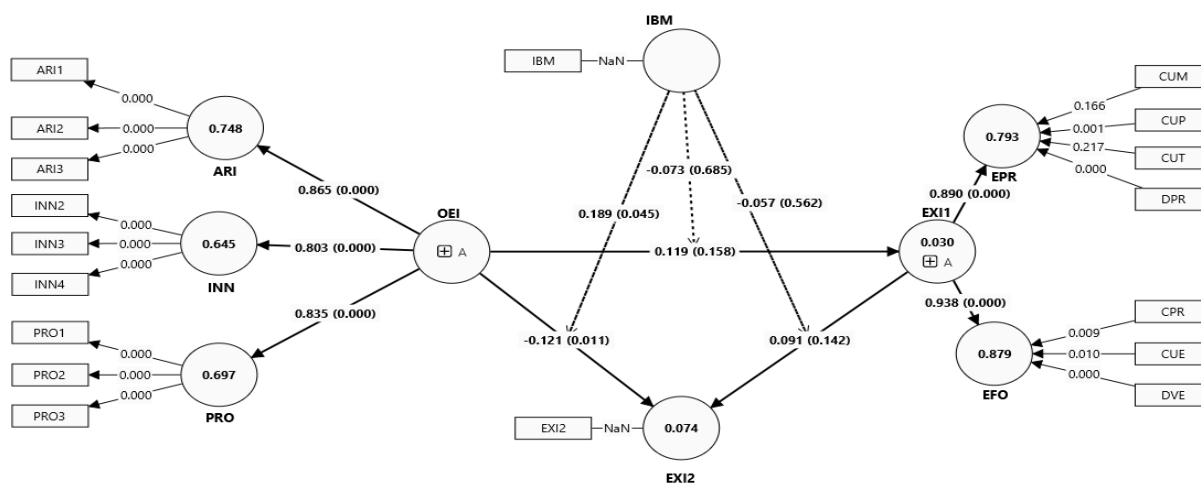 IBM
IBM
NaN
ARI1
0.000
ARI2
0.000
0.000
ARI3
0.748
ARI
INN2
0.000
INN3
0.000
0.000
INN4
0.645
INN
PRO1
0.000
PRO2
0.000
0.000
PRO3
0.697
PRO
0.865 (0.000)
0.803 (0.000)
0.835 (0.000)
OEI
A
0.189 (0.045)
-0.073 (0.685)
-0.057 (0.562)
0.119 (0.158)
-0.121 (0.011)
0.091 (0.142)
EXI2
NaN
0.074
EXI2
EXI1
0.030
A
0.890 (0.000)
0.938 (0.000)
0.793
EPR
0.166
CUM
0.001
CUP
0.217
CUT
0.000
DPR
0.879
EFO
0.009
CPR
0.010
CUE
0.000
DVE